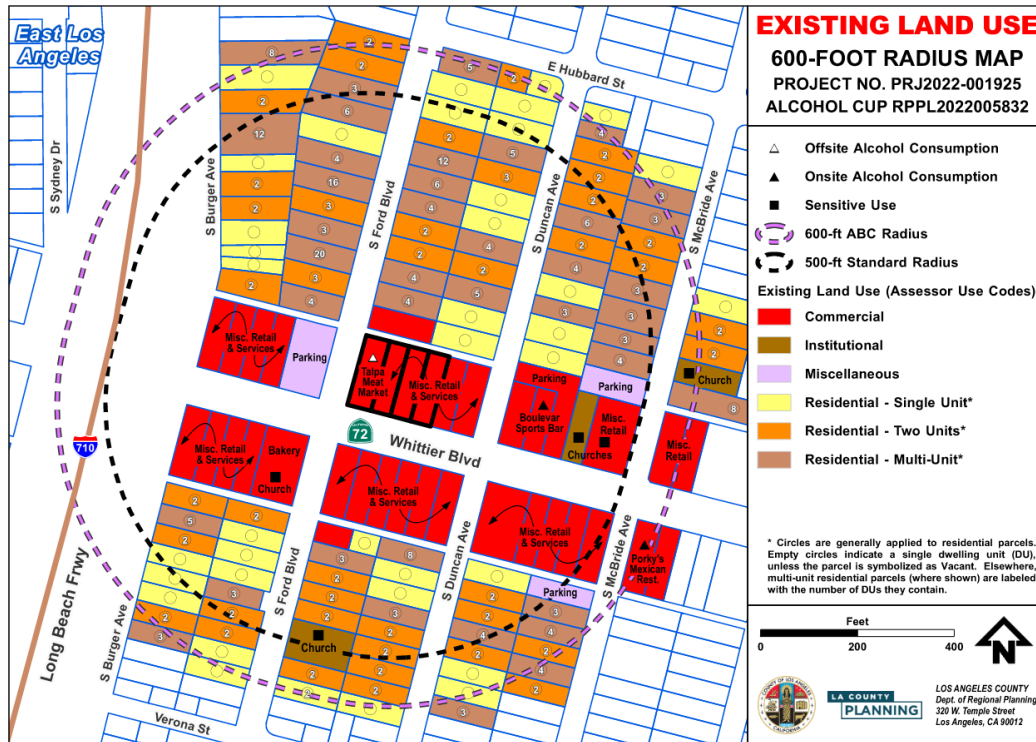 EXISTING LAND USE
600-FOOT RADIUS MAP
PROJECT NO. PRJ2022-001925
ALCOHOL CUP RPPL2022005832
Offsite Alcohol Consumption
Onsite Alcohol Consumption
Sensitive Use
600-ft ABC Radius
500-ft Standard Radius
Existing Land Use (Assessor Use Codes)
Commercial
Institutional
Miscellaneous
Residential - Single Unit*
Residential - Two Units*
Residential - Multi-Unit*
* Circles are generally applied to residential parcels.
Empty circles indicate a single dwelling unit (DU),
unless the parcel is symbolized as Vacant. Elsewhere,
multi-unit residential parcels (where shown) are labeled
with the number of DUs they contain.
Feet
0 200 400
N
LA COUNTY
PLANNING
LOS ANGELES COUNTY
Dept. of Regional Planning
320 W. Temple Street
Los Angeles, CA 90012
East Los
Angeles
S Sydney Dr
S Burger Ave
S Ford Blvd
S Duncan Ave
S McBride Ave
E Hubbard St
Misc. Retail
& Services
Parking
Talpa
Meat
Market
Misc. Retail
& Services
Parking
Boulevar
Sports Bar
Parking
Churches
Misc.
Retail
Church
Misc.
Retail
72
Whittier Blvd
710
Long Beach Frwy
Misc. Retail
& Services
Bakery
Church
Misc. Retail
& Services
Misc. Retail
& Services
Porky's
Mexican
Rest.
Parking
Church
S Burger Ave
S Ford Blvd
S Duncan Ave
S McBride Ave
Verona St